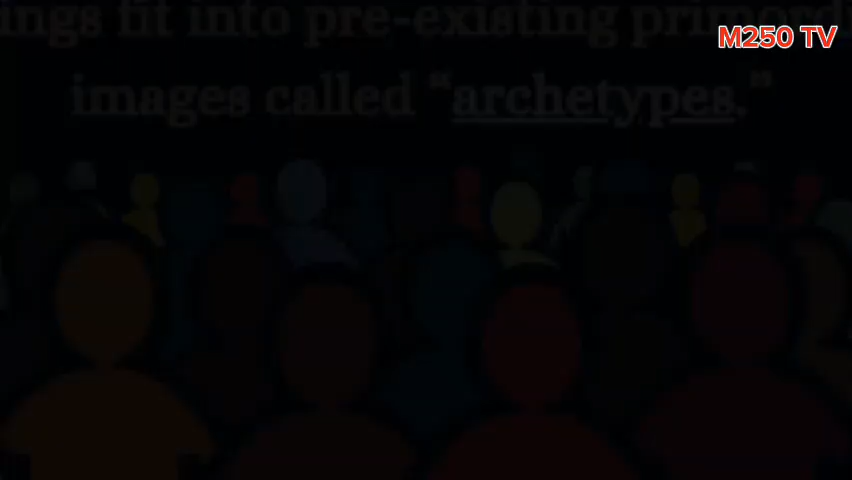 ings fit into pre-existing primordi
M250 TV
images called “archetypes.”